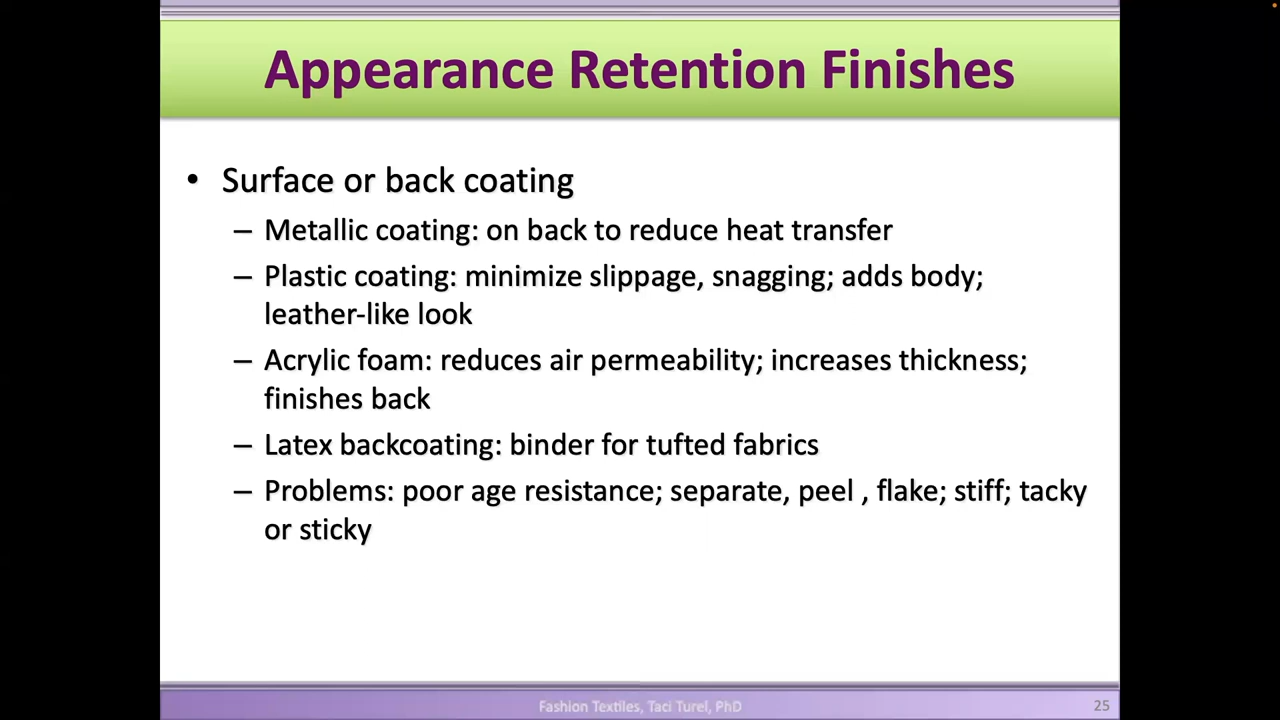 Appearance Retention Finishes
• Surface or back coating
– Metallic coating: on back to reduce heat transfer
– Plastic coating: minimize slippage, snagging; adds body;
leather-like look
– Acrylic foam: reduces air permeability; increases thickness;
finishes back
– Latex backcoating: binder for tufted fabrics
– Problems: poor age resistance; separate, peel , flake; stiff; tacky
or sticky
Fashion Textiles, Taci Turel, PhD
25